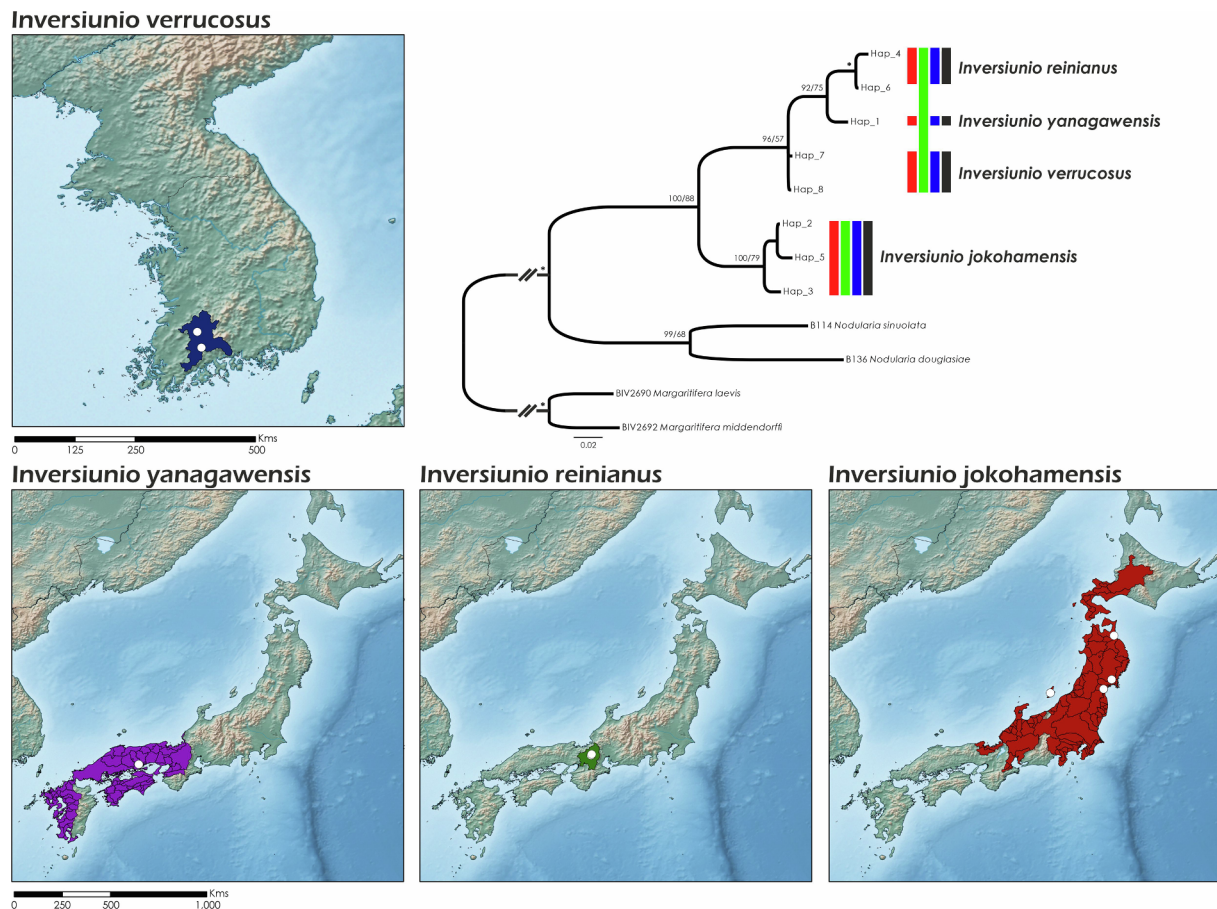 Inversiunio verrucosus
Hap_4
*
Inversiunio reinianus
92/75
Hap_6
Hap_1
Inversiunio yanagawensis
96/57
Hap_7
Inversiunio verrucosus
Hap_8
100/88
Hap_2
100/79
Hap_5
Inversiunio jokohamensis
*
Hap_3
B114 Nodularia sinuolata
99/68
B136 Nodularia douglasiae
BIV2690 Margaritifera laevis
*
BIV2692 Margaritifera middendorffi
0.02
Kms
0 125 250 500
Inversiunio yanagawensis
Inversiunio reinianus
Inversiunio jokohamensis
Kms
0 250 500 1.000